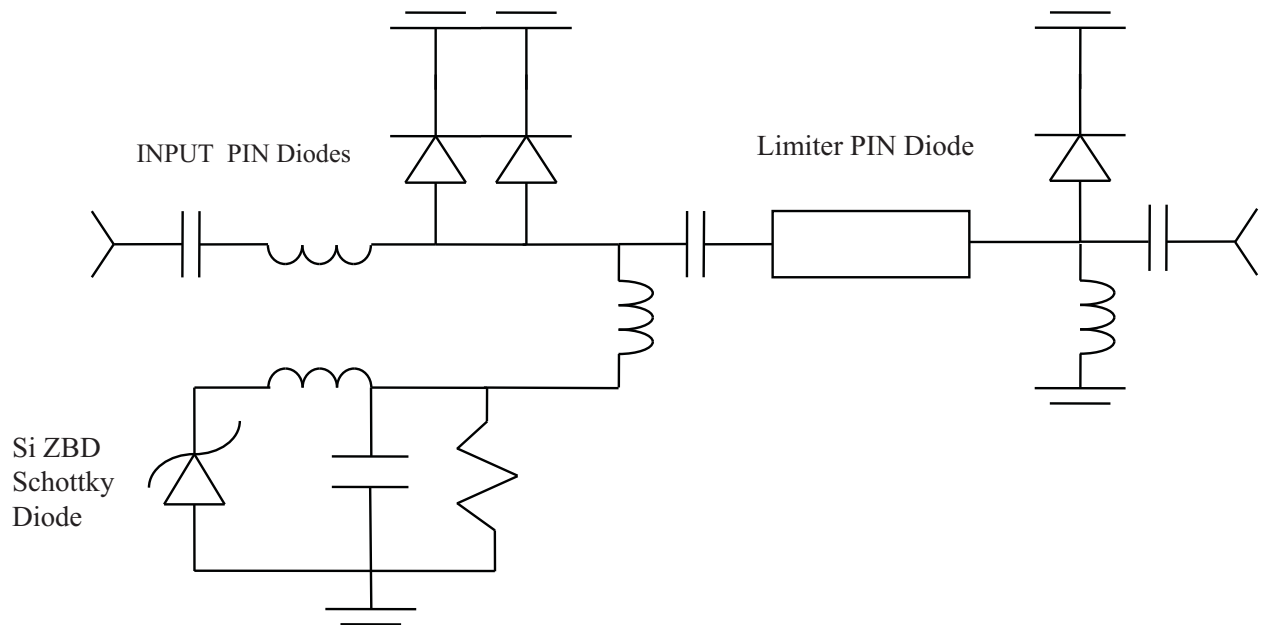 INPUT PIN Diodes
Limiter PIN Diode
Si ZBD
Schottky
Diode